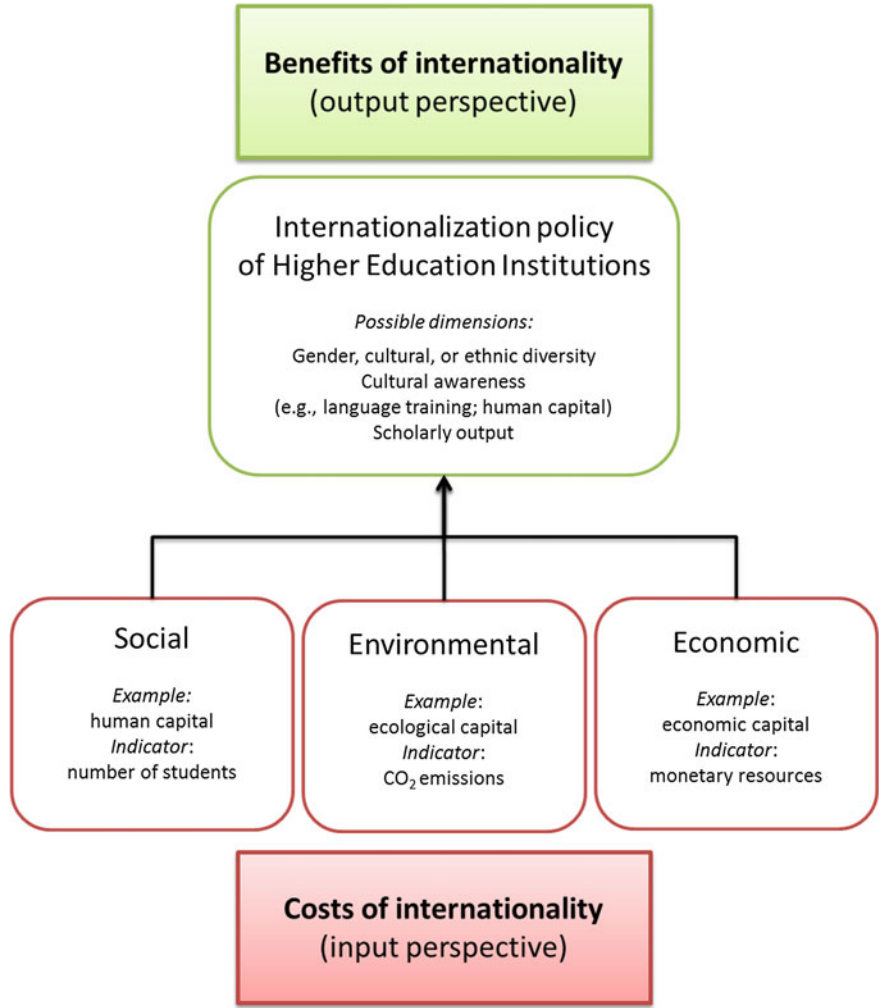 Benefits of internationality
(output perspective)
Internationalization policy
of Higher Education Institutions
Possible dimensions:
Gender, cultural, or ethnic diversity
Cultural awareness
(e.g., language training; human capital)
Scholarly output
Social
Example:
human capital
Indicator:
number of students
Environmental
Example:
ecological capital
Indicator:
CO₂ emissions
Economic
Example:
economic capital
Indicator:
monetary resources
Costs of internationality
(input perspective)